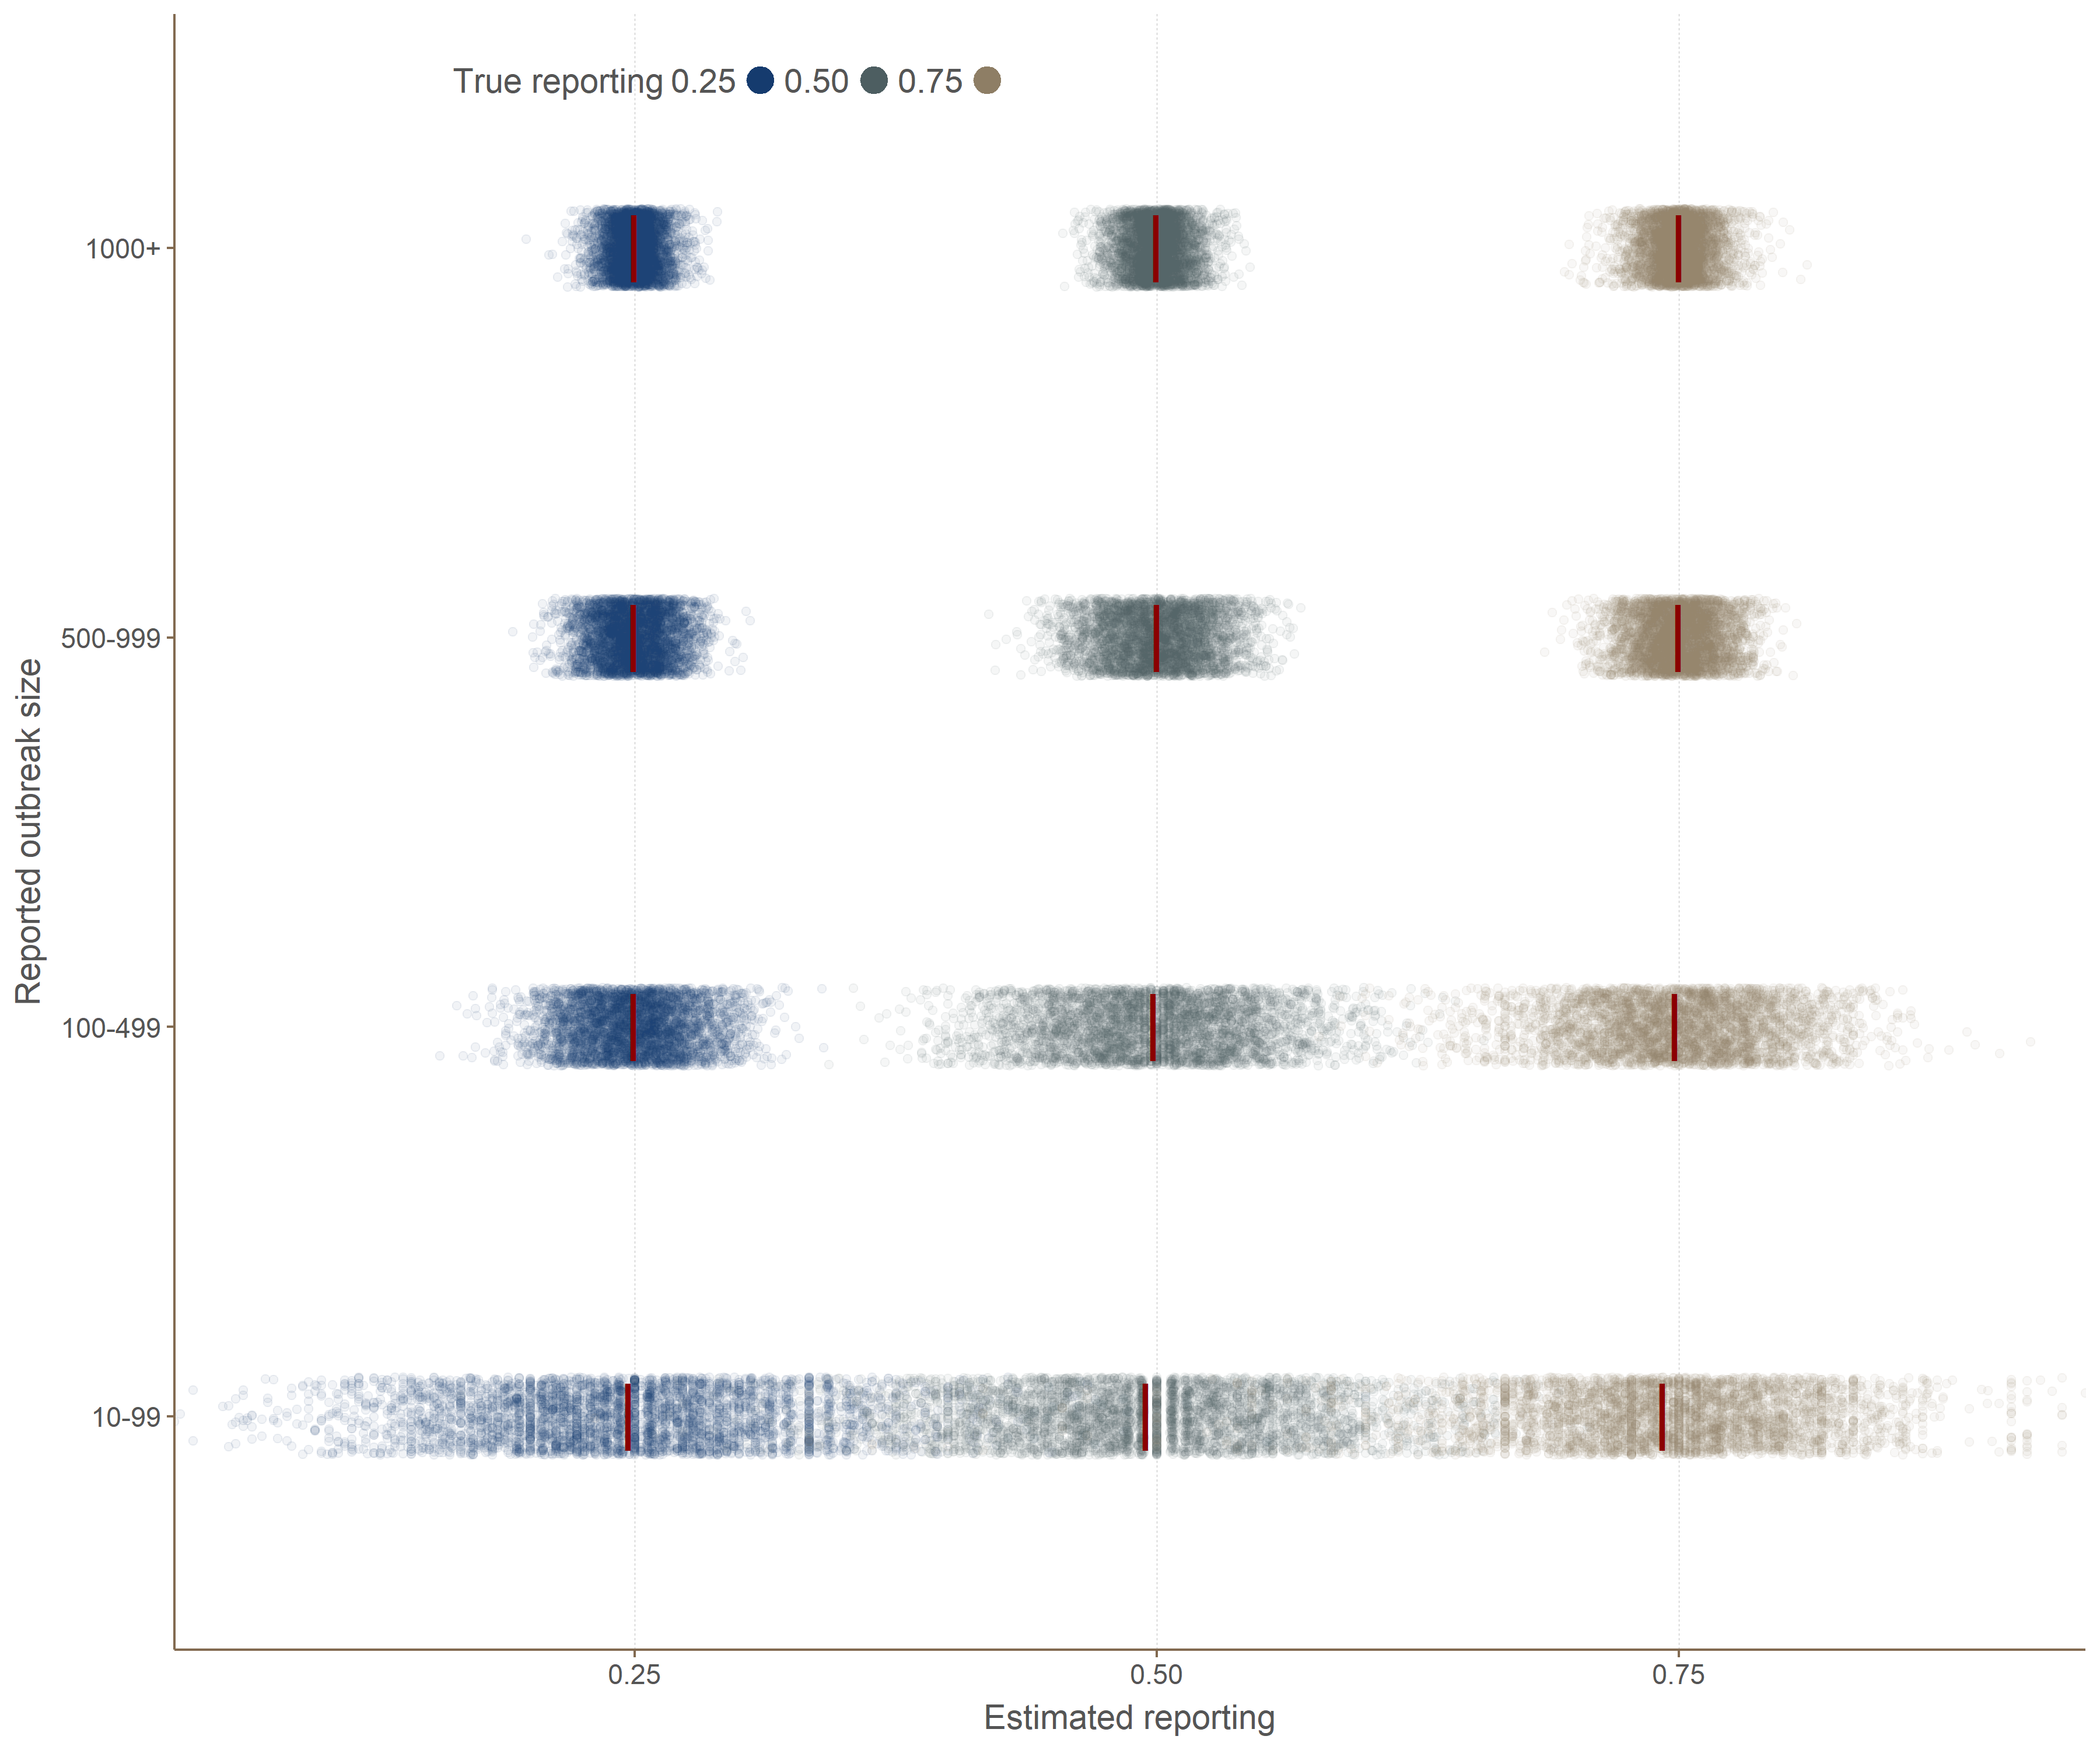 True reporting 0.25 0.50 0.75
1000+
500-999
100-499
10-99
Reported outbreak size
0.25 0.50 0.75
Estimated reporting